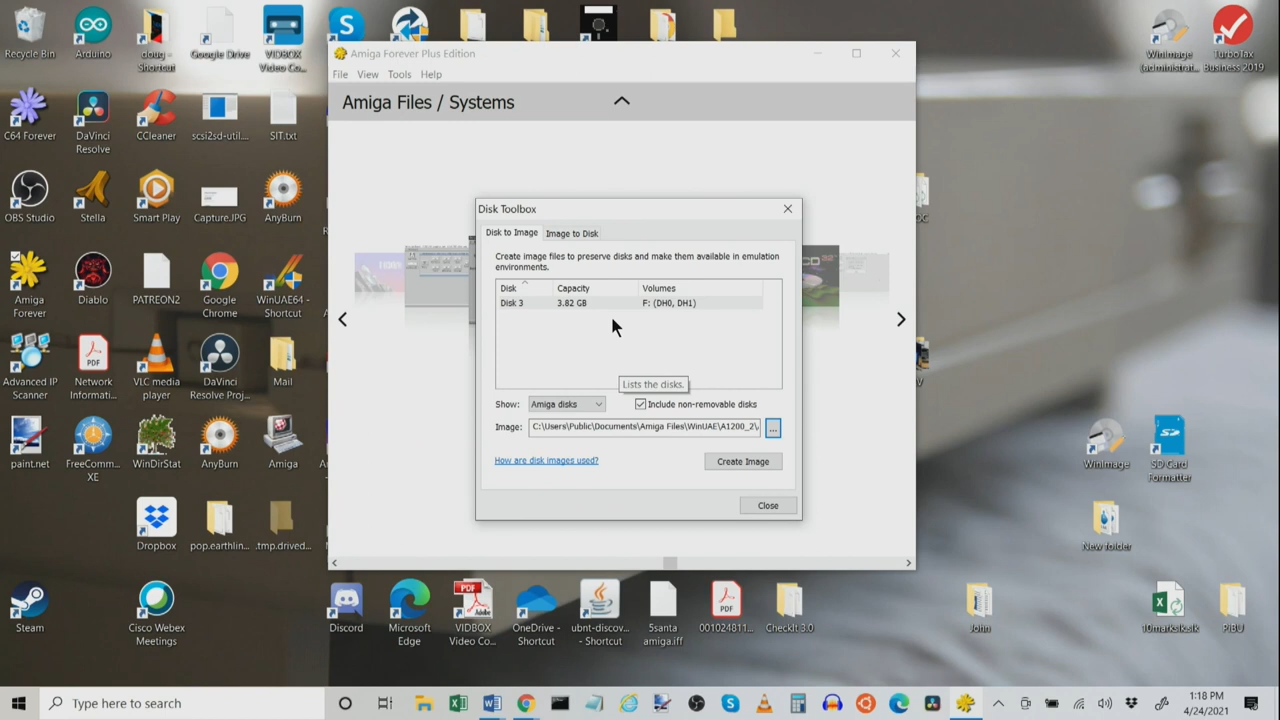 Recycle Bin
Arduino
doug -
Shortcut
Google Drive
VIDBOX
Video Co...
WinImage
(administrat...
TurboTax
Business 2019
Amiga Forever Plus Edition
File View Tools Help
Amiga Files / Systems
C64 Forever
DaVinci
Resolve
CCleaner
scsi2sd-util....
SIT.txt
OBS Studio
Stella
Smart Play
Capture.JPG
AnyBurn
Disk Toolbox
Disk to Image
Image to Disk
Create image files to preserve disks and make them available in emulation
environments.
Disk Capacity Volumes
Disk 3 3.82 GB F: (DH0, DH1)
Lists the disks.
Show: Amiga disks
Include non-removable disks
Image: C:\Users\Public\Documents\Amiga Files\WinUAE\A1200_2\
...
How are disk images used?
Create Image
Close
Amiga
Forever
Diablo
PATREON2
Google
Chrome
WinUAE64 -
Shortcut
Advanced IP
Scanner
Network
Informati...
VLC media
player
DaVinci
Resolve Proj...
Mail
paint.net
FreeComm...
XE
WinDirStat
AnyBurn
Amiga
WinImage
SD Card
Formatter
Dropbox
pop.earthlin...
.tmp.drived...
New folder
Steam
Cisco Webex
Meetings
Discord
Microsoft
Edge
VIDBOX
Video Co...
OneDrive -
Shortcut
ubnt-discov...
- Shortcut
5santa
amiga.iff
001024811...
CheckIt 3.0
John
10marksik.slk
PiBU
Type here to search
1:18 PM
4/24/2021